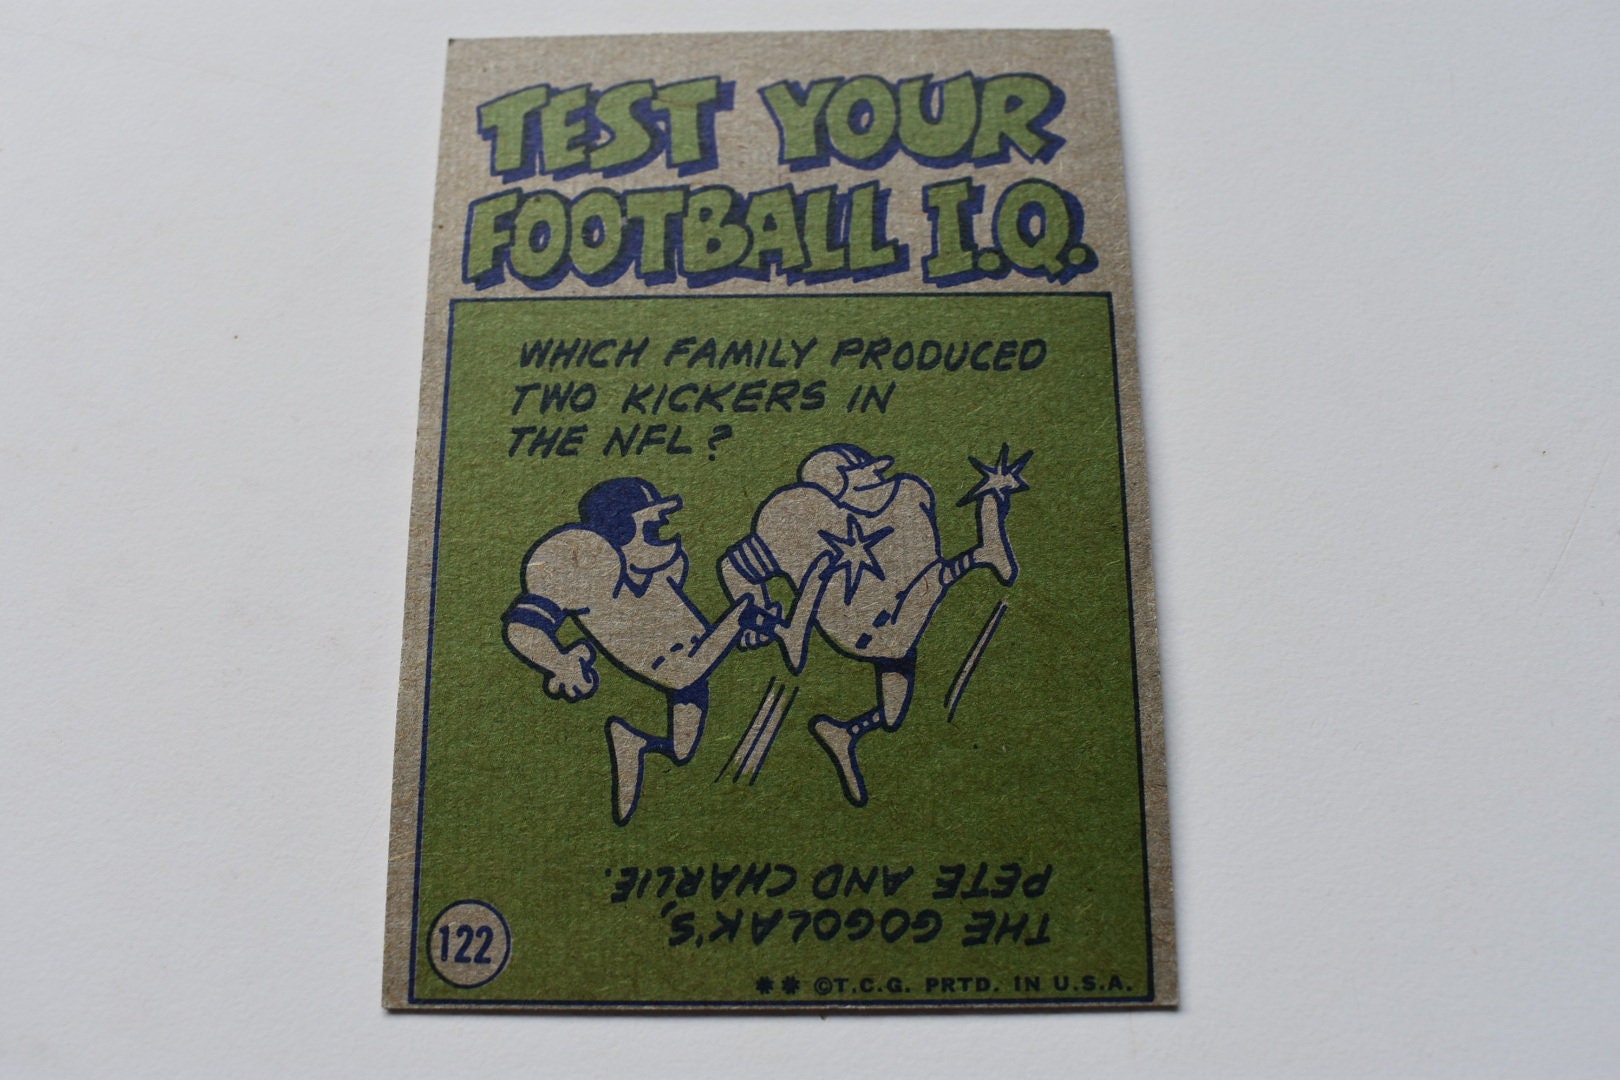 TEST YOUR
FOOTBALL I.Q.
WHICH FAMILY PRODUCED
TWO KICKERS IN
THE NFL?
THE GOGOLAK'S,
PETE AND CHARLIE.
122
** ©T.C.G. PRTD. IN U.S.A.